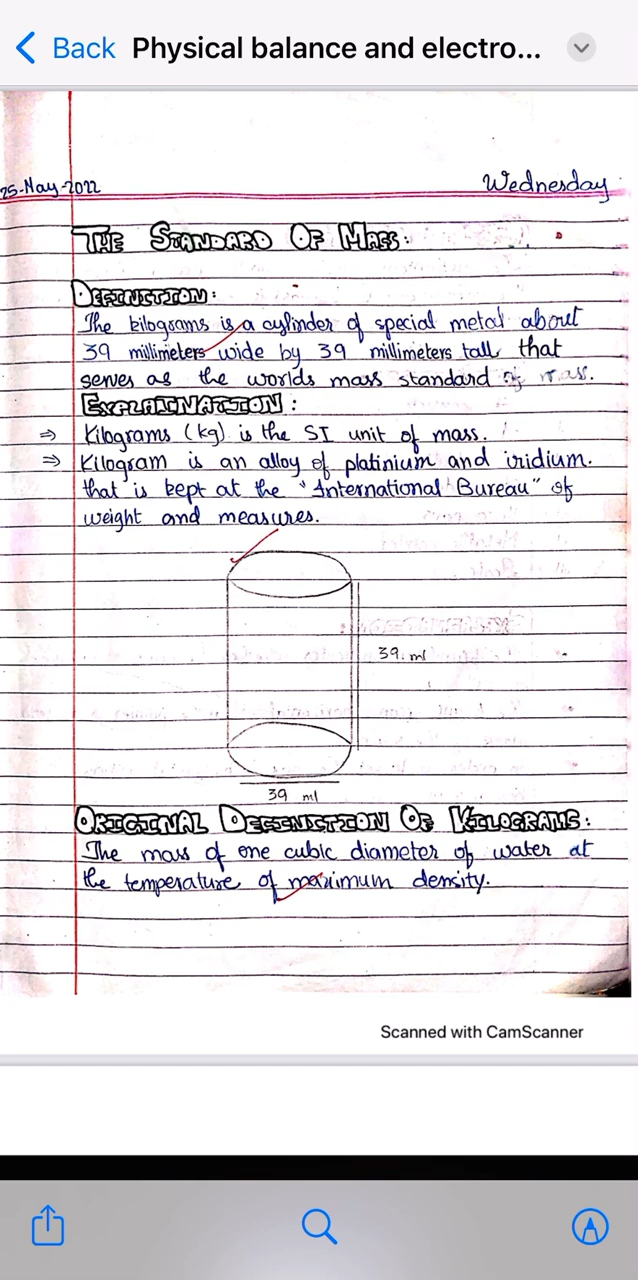 Back Physical balance and electro...
25-May-2022 Wednesday
THE STANDARD OF MASS:
DEFINITION:
The kilograms is a cylinder of special metal about
39 millimeters wide by 39 millimeters tall that
serves as the worlds mass standard of mass.
EXPLAINATION:
⇒ Kilograms (kg) is the SI unit of mass.
⇒ Kilogram is an alloy of platinium and iridium.
that is kept at the "International Bureau" of
weight and measures.
39. ml
39 ml
ORIGINAL DEFINITION OF KILOGRAMS:
The mass of one cubic diameter of water at
the temperature of maximum density.
Scanned with CamScanner